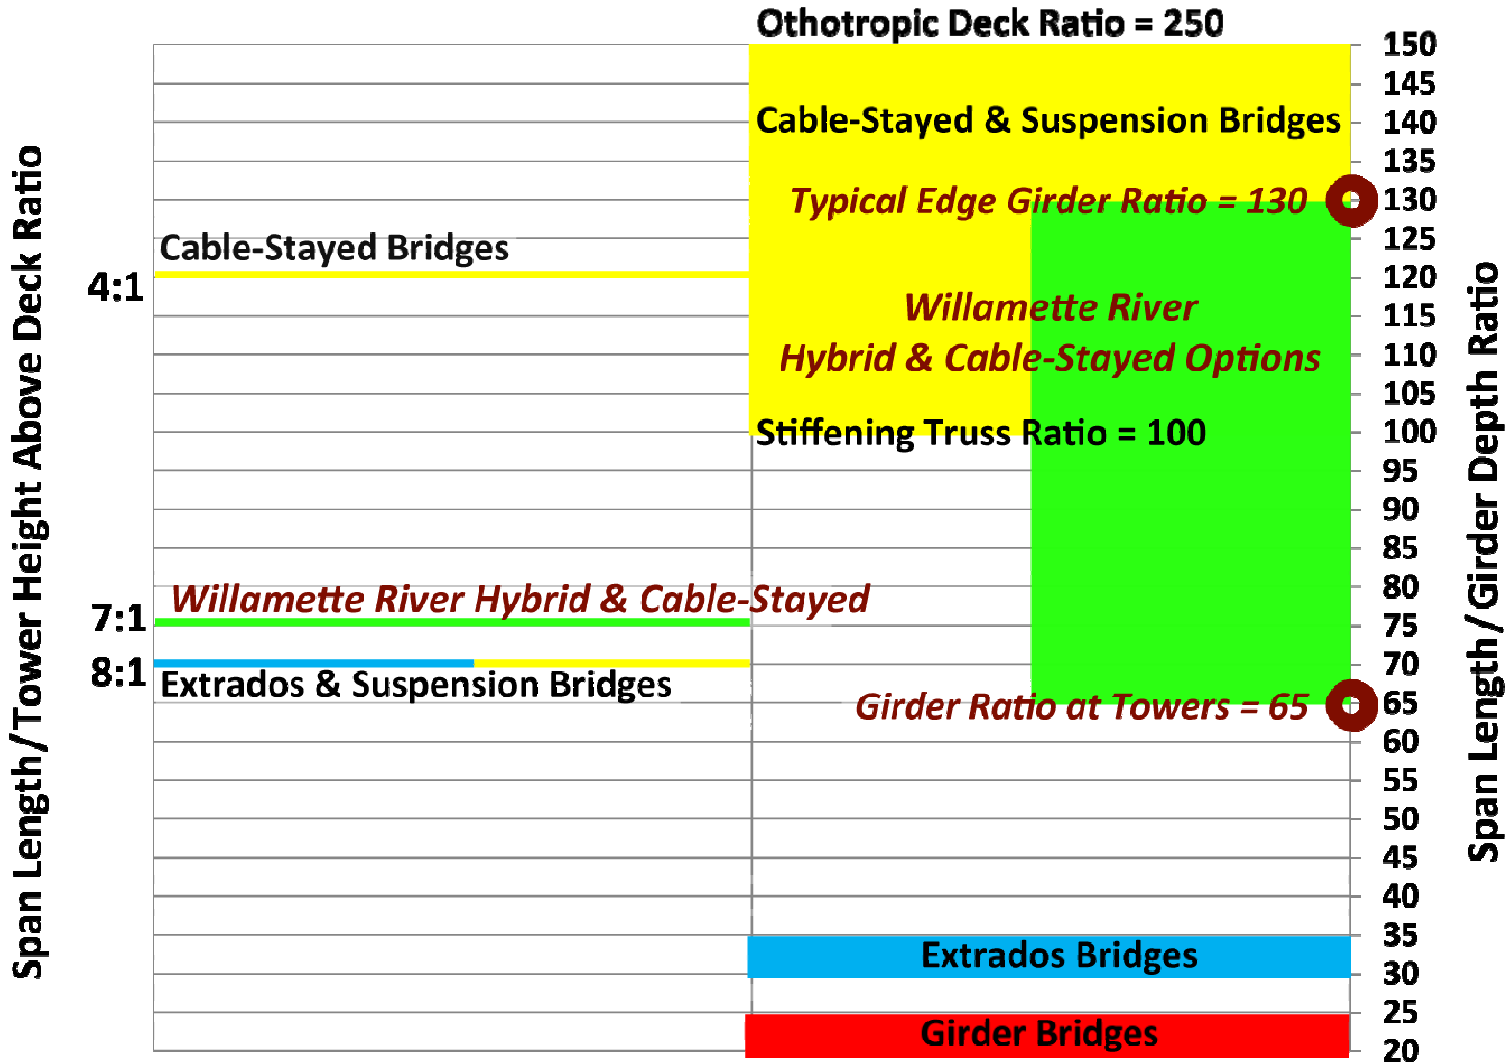 Othotropic Deck Ratio = 250
Cable-Stayed & Suspension Bridges
Typical Edge Girder Ratio = 130
Cable-Stayed Bridges
4:1
Willamette River
Hybrid & Cable-Stayed Options
Stiffening Truss Ratio = 100
Willamette River Hybrid & Cable-Stayed
7:1
8:1
Extrados & Suspension Bridges
Girder Ratio at Towers = 65
Extrados Bridges
Girder Bridges
Span Length/Tower Height Above Deck Ratio
150
145
140
135
130
125
120
115
110
105
100
95
90
85
80
75
70
65
60
55
50
45
40
35
30
25
20
Span Length/Girder Depth Ratio